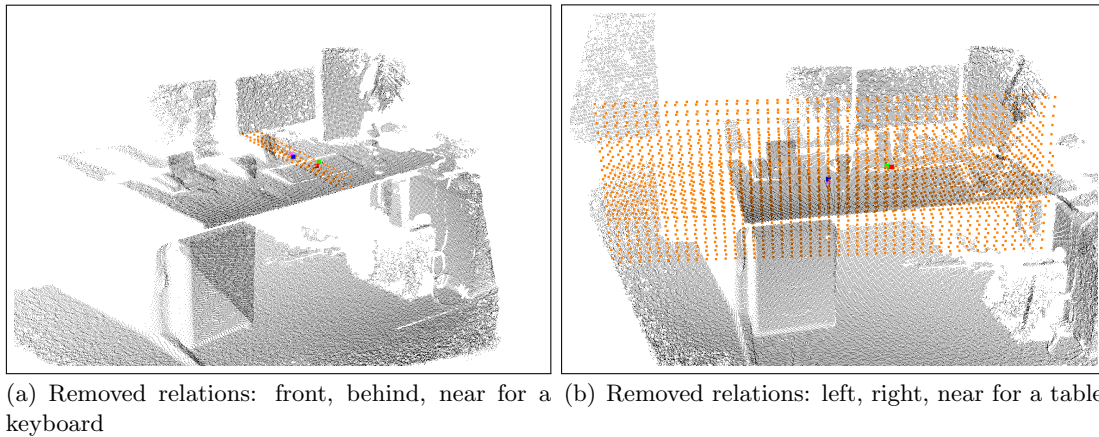 (a) Removed relations: front, behind, near for a
keyboard
(b) Removed relations: left, right, near for a table